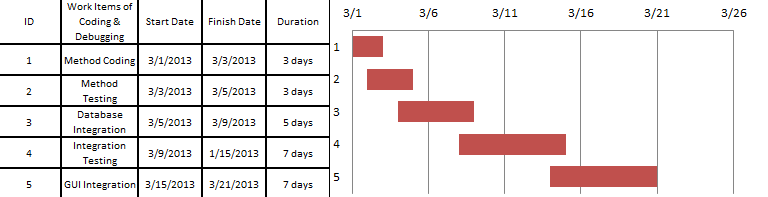 ID
Work Items of
Coding &
Debugging
Start Date
Finish Date
Duration
1
Method Coding
3/1/2013
3/3/2013
3 days
2
Method
Testing
3/3/2013
3/5/2013
3 days
3
Database
Integration
3/5/2013
3/9/2013
5 days
4
Integration
Testing
3/9/2013
1/15/2013
7 days
5
GUI Integration
3/15/2013
3/21/2013
7 days
3/1
3/6
3/11
3/16
3/21
3/26
1
2
3
4
5